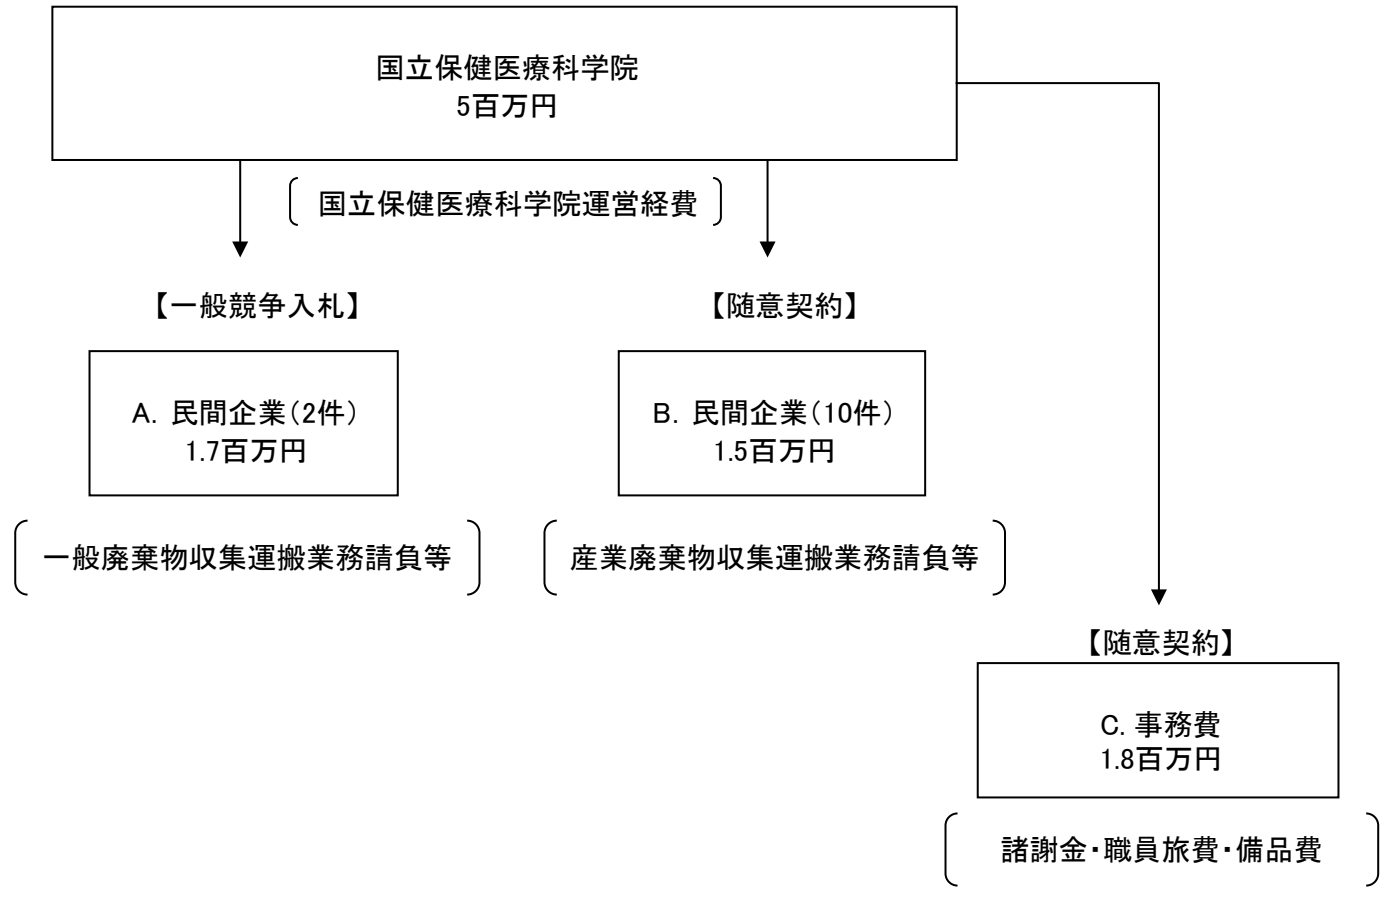 国立保健医療科学院
5百万円
国立保健医療科学院運営経費
【一般競争入札】
A. 民間企業(2件)
1.7百万円
一般廃棄物収集運搬業務請負等
【随意契約】
B. 民間企業(10件)
1.5百万円
産業廃棄物収集運搬業務請負等
【随意契約】
C. 事務費
1.8百万円
諸謝金・職員旅費・備品費